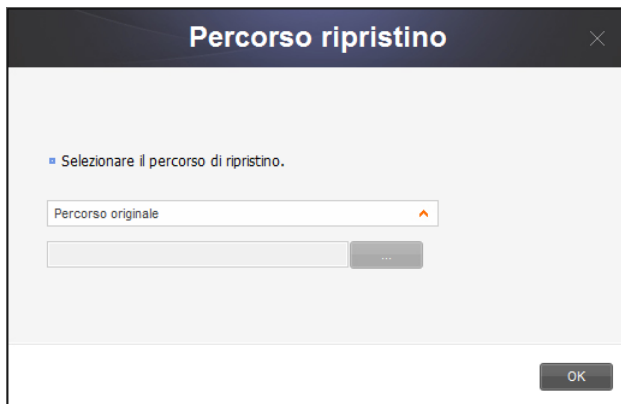 Percorso ripristino
Selezionare il percorso di ripristino.
Percorso originale
...
OK